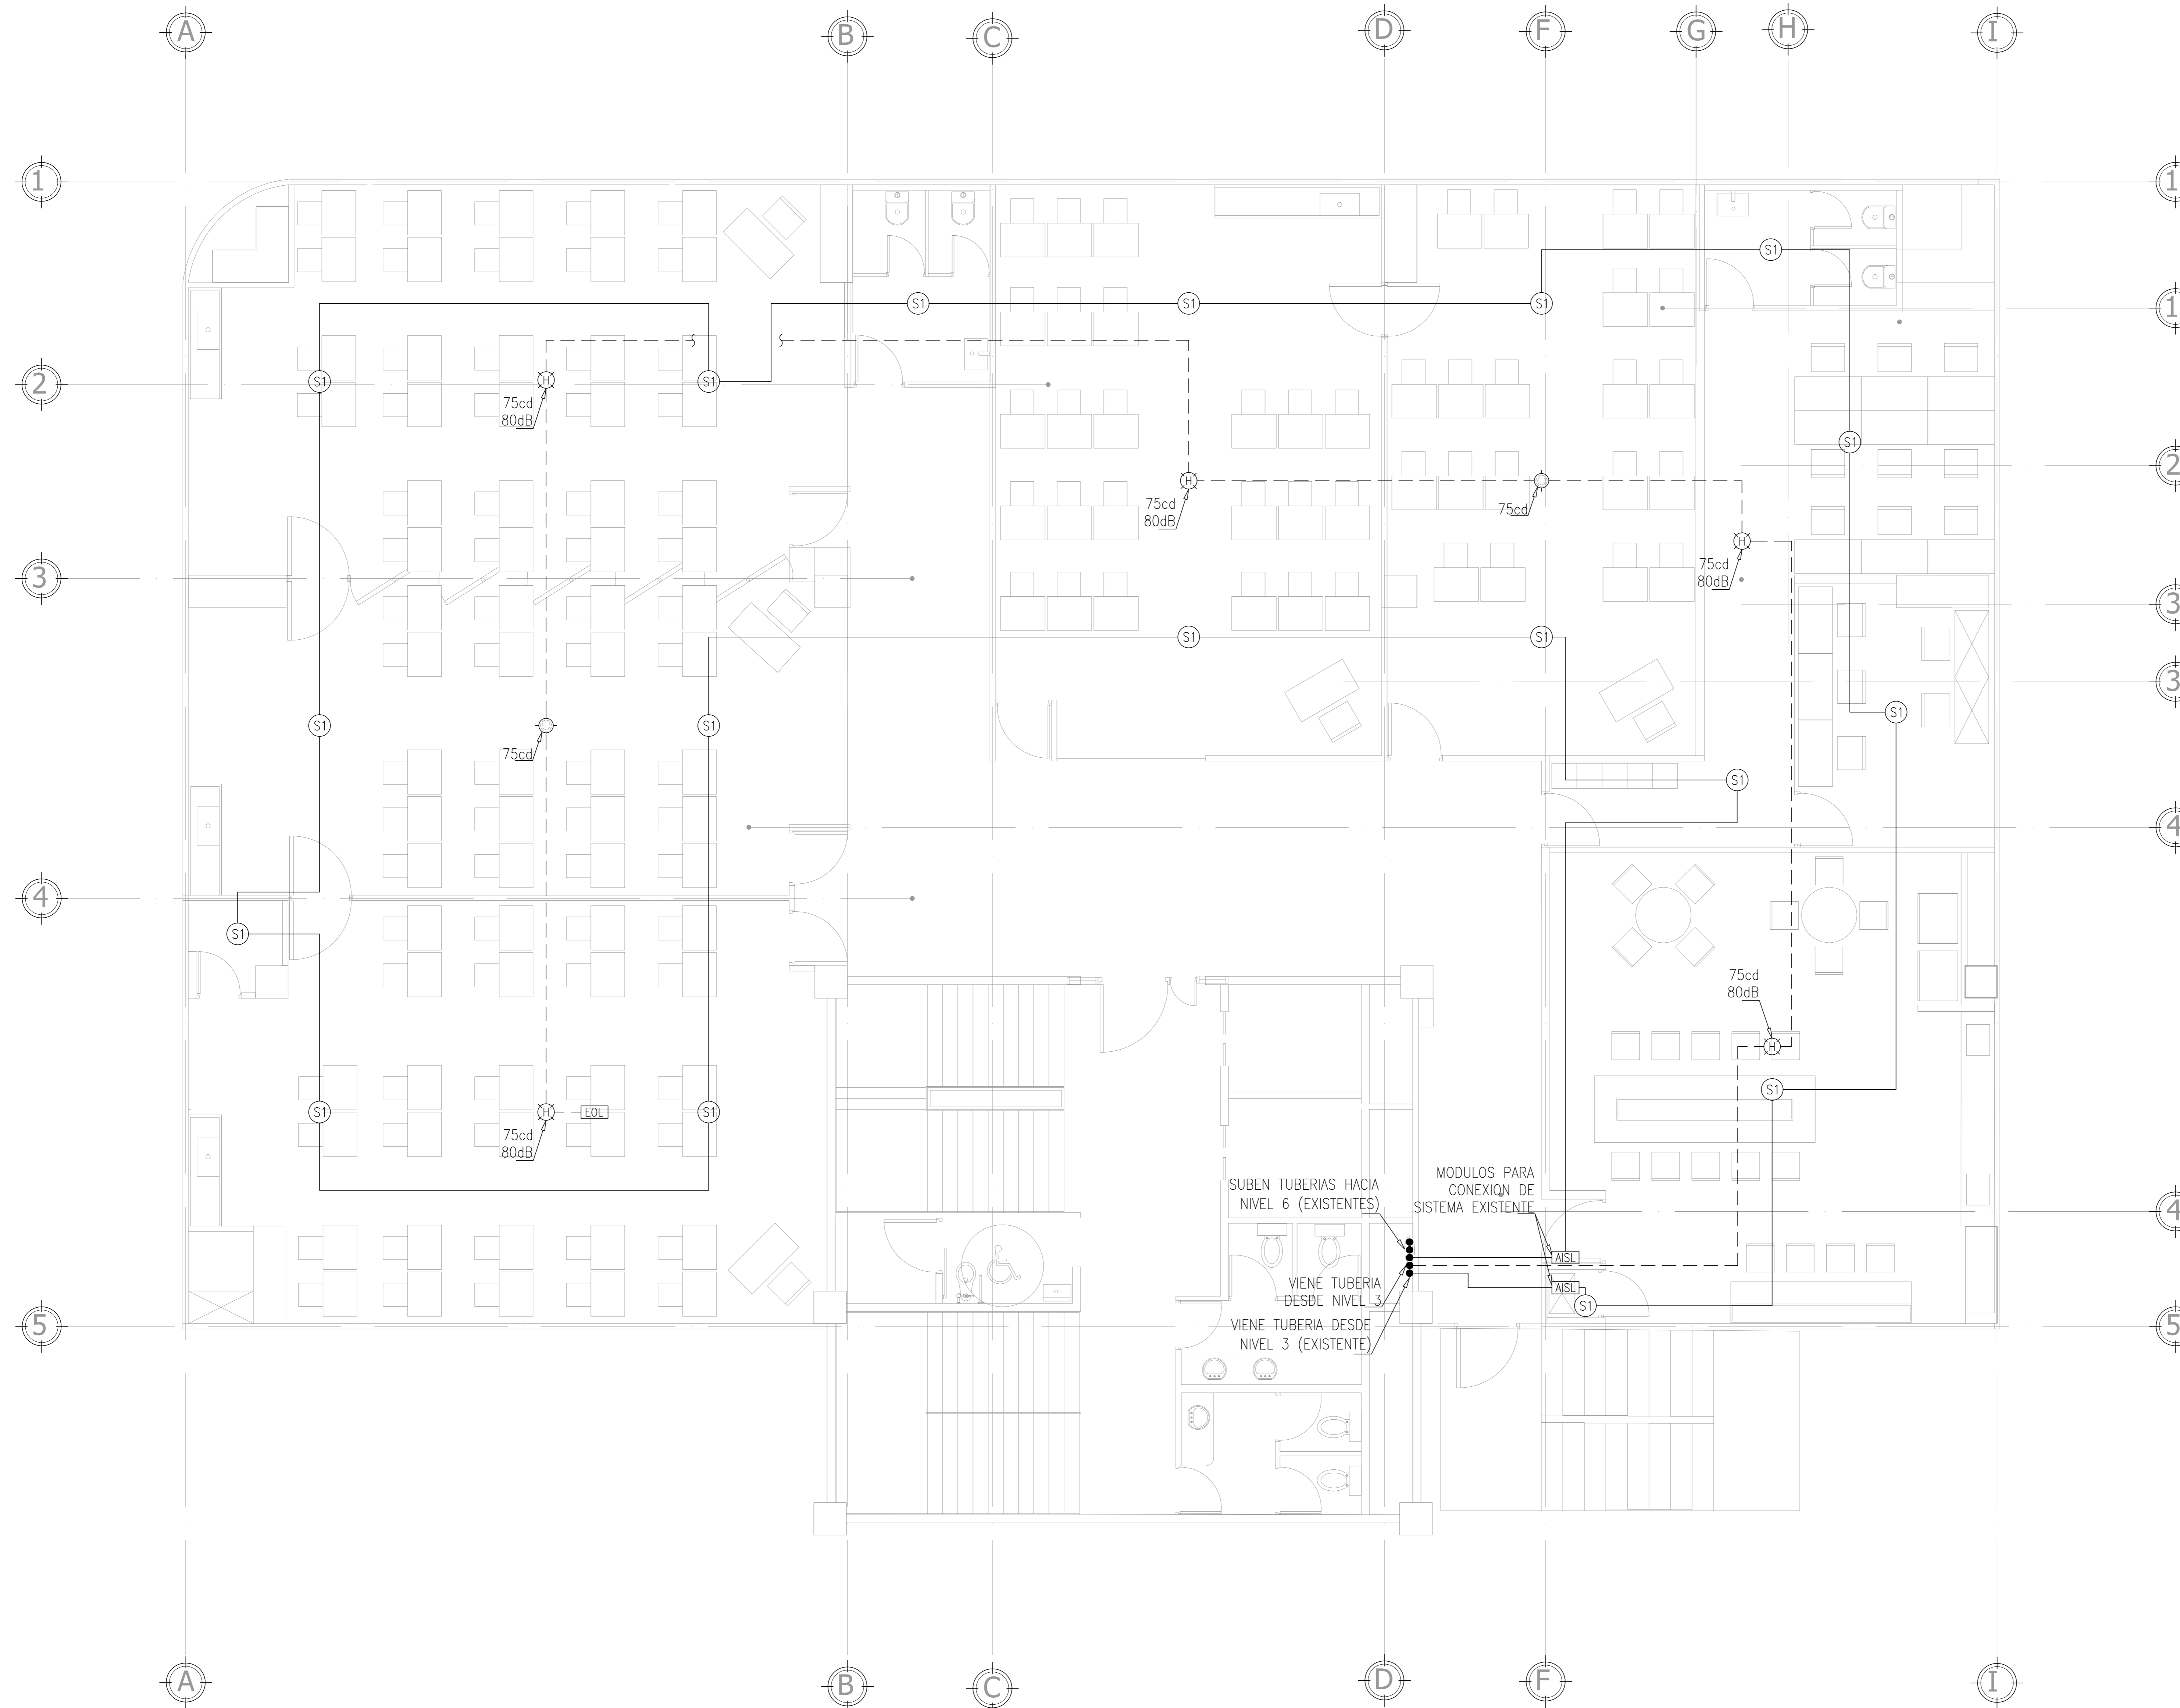 A
B
C
D
F
G
H
I
1
1
S1
1
S1
S1
S1
2
S1
S1
H
75cd
80dB
S1
2
H
75cd
80dB
75cd
H
75cd
80dB
3
3
S1
S1
3
S1
S1
S1
75cd
S1
4
4
S1
75cd
80dB
H
S1
S1
H
EOL
S1
75cd
80dB
SUBEN TUBERIAS HACIA
NIVEL 6 (EXISTENTES)
MODULOS PARA
CONEXION DE
SISTEMA EXISTENTE
4
AISL
VIENE TUBERIA
DESDE NIVEL 3
AISL
S1
VIENE TUBERIA DESDE
NIVEL 3 (EXISTENTE)
5
5
A
B
C
D
F
I